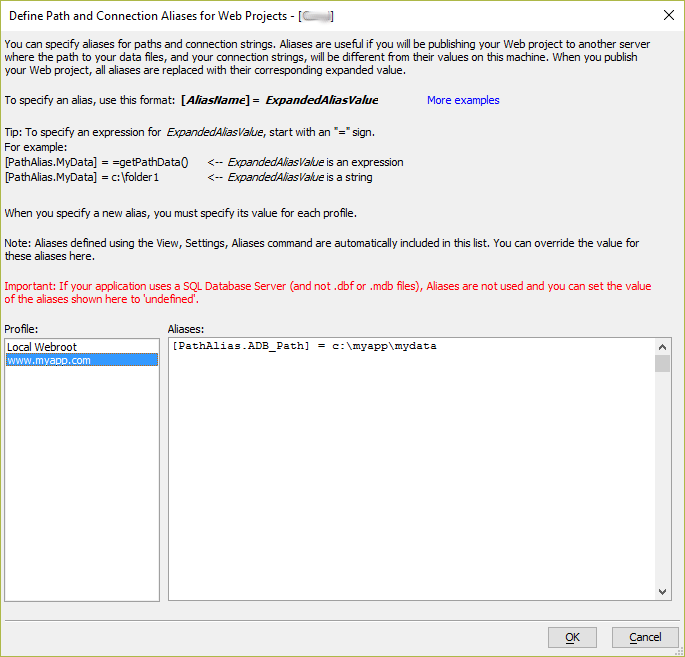 Define Path and Connection Aliases for Web Projects - [ ]
You can specify aliases for paths and connection strings. Aliases are useful if you will be publishing your Web project to another server
where the path to your data files, and your connection strings, will be different from their values on this machine. When you publish
your Web project, all aliases are replaced with their corresponding expanded value.
To specify an alias, use this format: [AliasName] = ExpandedAliasValue More examples
Tip: To specify an expression for ExpandedAliasValue, start with an "=" sign.
For example:
[PathAlias.MyData] = =getPathData() <-- ExpandedAliasValue is an expression
[PathAlias.MyData] = c:\folder1 <-- ExpandedAliasValue is a string
When you specify a new alias, you must specify its value for each profile.
Note: Aliases defined using the View, Settings, Aliases command are automatically included in this list. You can override the value for
these aliases here.
Important: If your application uses a SQL Database Server (and not .dbf or .mdb files), Aliases are not used and you can set the value
of the aliases shown here to 'undefined'.
Profile: Aliases:
Local Webroot
www.myapp.com
[PathAlias.ADB_Path] = c:\myapp\mydata
OK Cancel